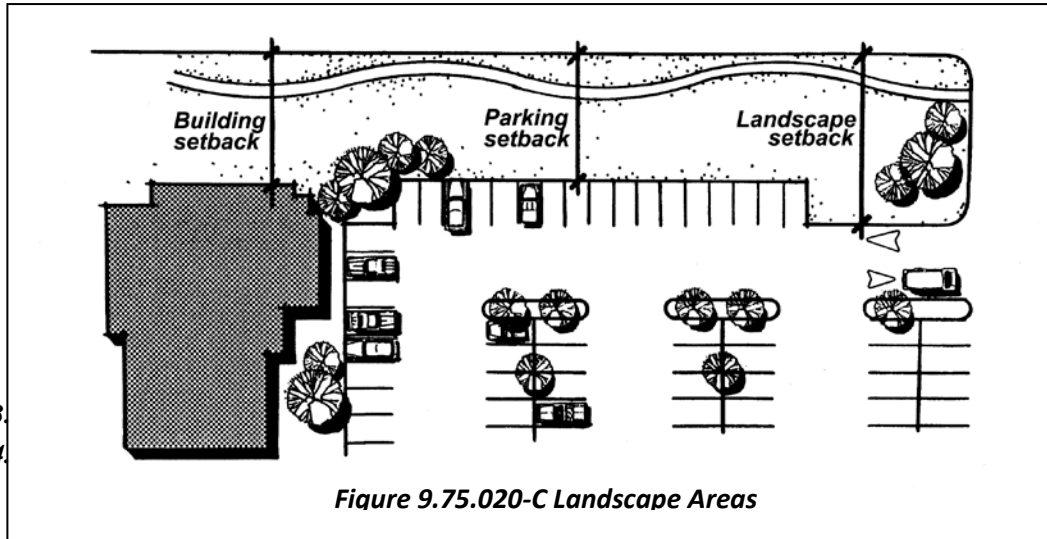 Building
setback
Parking
setback
Landscape
setback
Figure 9.75.020-C Landscape Areas